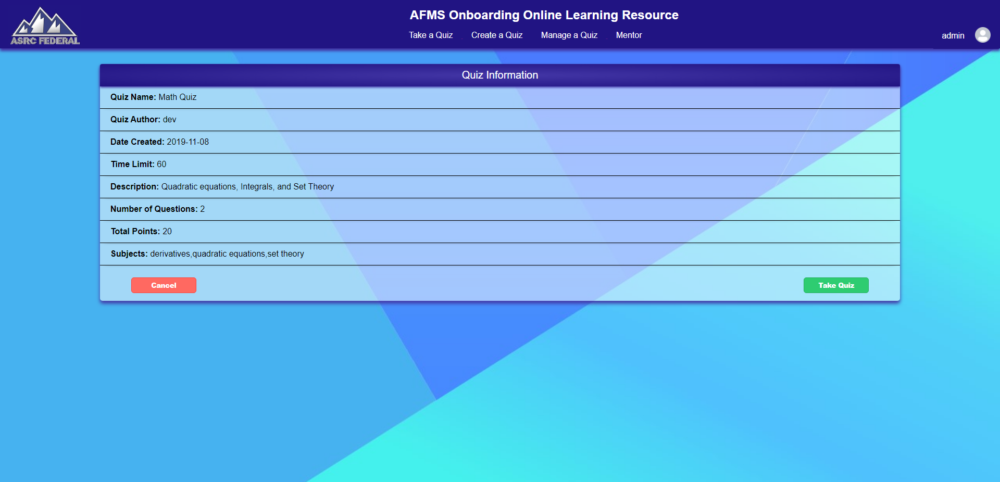 ASRC FEDERAL
AFMS Onboarding Online Learning Resource
Take a Quiz Create a Quiz Manage a Quiz Mentor
admin
Quiz Information
Quiz Name: Math Quiz
Quiz Author: dev
Date Created: 2019-11-08
Time Limit: 60
Description: Quadratic equations, Integrals, and Set Theory
Number of Questions: 2
Total Points: 20
Subjects: derivatives,quadratic equations,set theory
Cancel Take Quiz